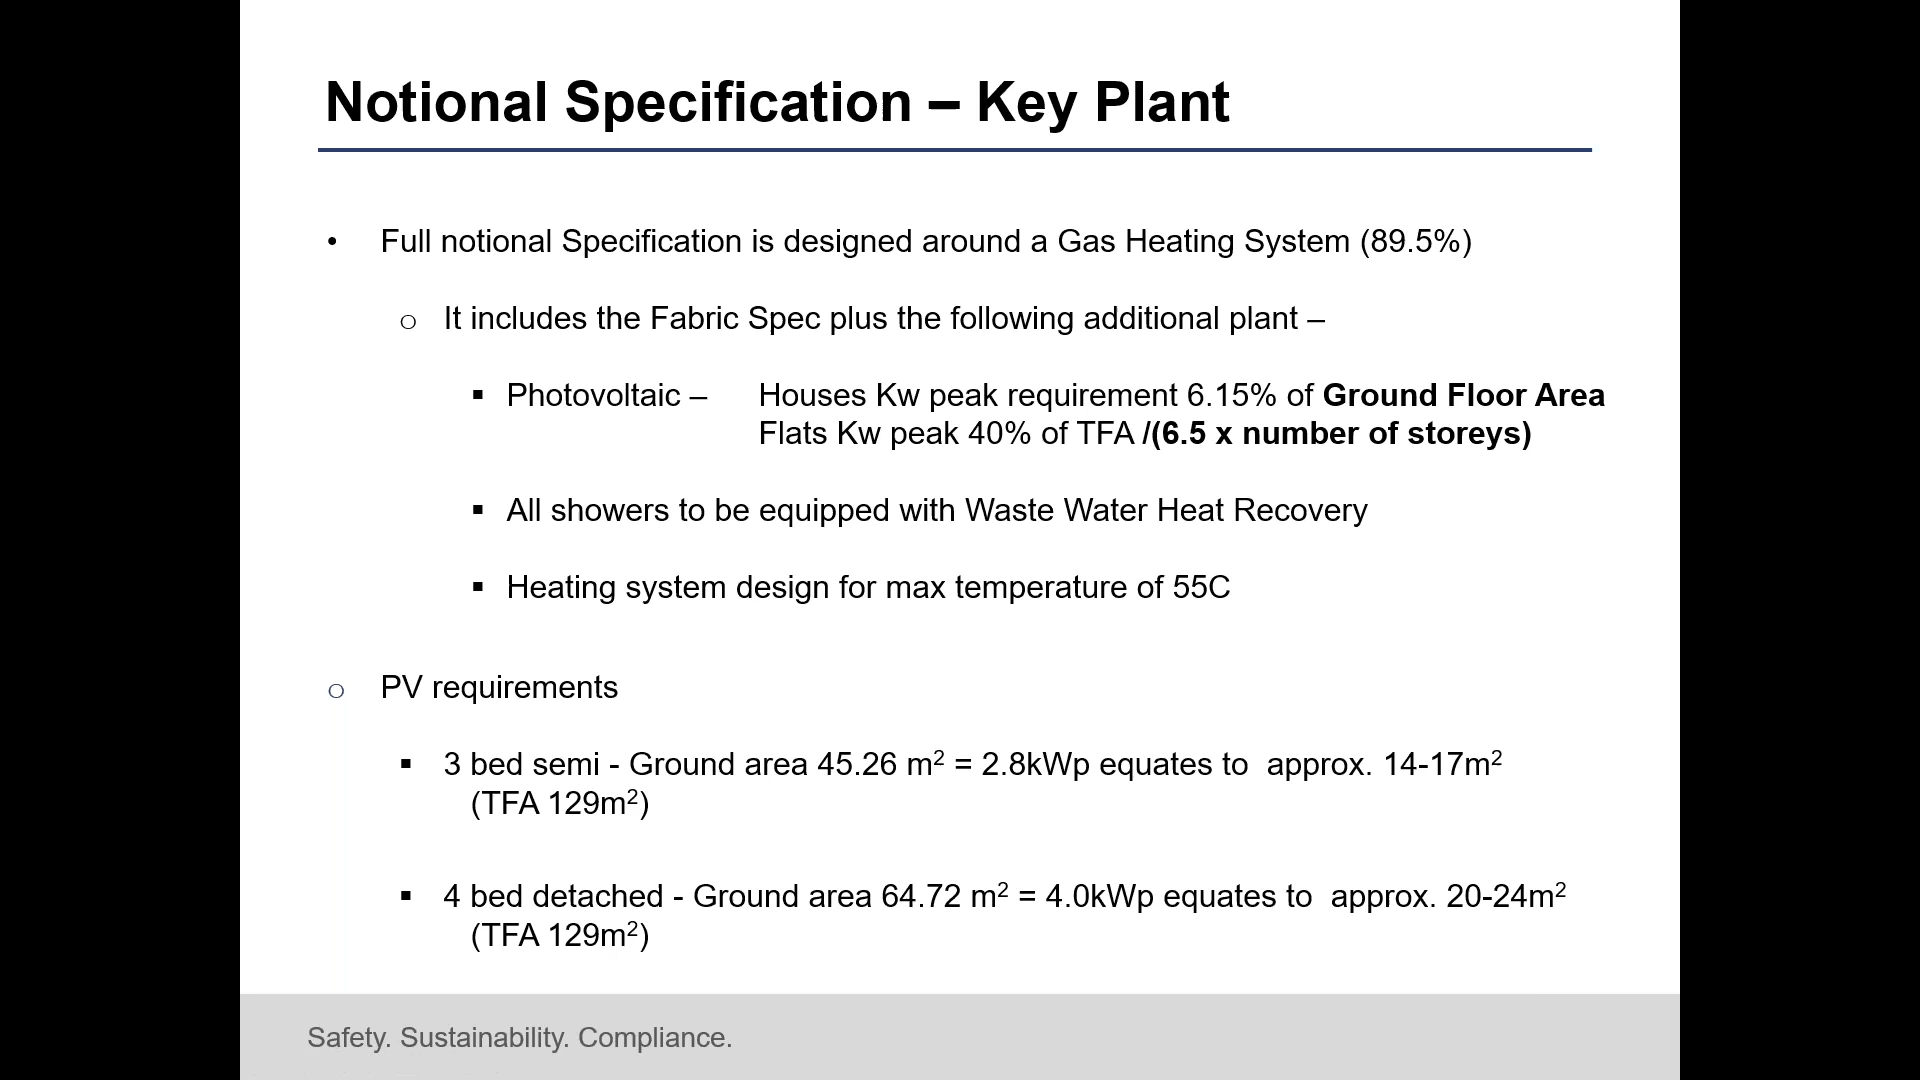 Notional Specification – Key Plant
• Full notional Specification is designed around a Gas Heating System (89.5%)
o It includes the Fabric Spec plus the following additional plant –
▪ Photovoltaic – Houses Kw peak requirement 6.15% of Ground Floor Area
Flats Kw peak 40% of TFA /(6.5 x number of storeys)
▪ All showers to be equipped with Waste Water Heat Recovery
▪ Heating system design for max temperature of 55C
o PV requirements
▪ 3 bed semi - Ground area 45.26 m² = 2.8kWp equates to approx. 14-17m²
(TFA 129m²)
▪ 4 bed detached - Ground area 64.72 m² = 4.0kWp equates to approx. 20-24m²
(TFA 129m²)
Safety. Sustainability. Compliance.